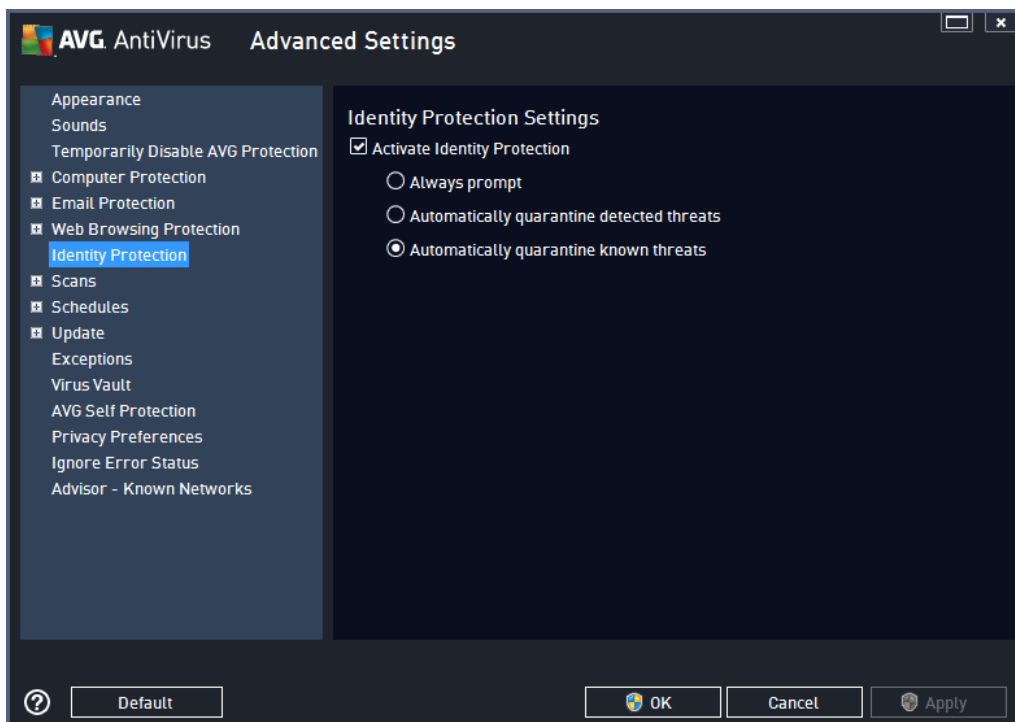 AVG. AntiVirus
Advanced Settings
Appearance
Sounds
Temporarily Disable AVG Protection
Computer Protection
Email Protection
Web Browsing Protection
Identity Protection
Scans
Schedules
Update
Exceptions
Virus Vault
AVG Self Protection
Privacy Preferences
Ignore Error Status
Advisor - Known Networks
Identity Protection Settings
Activate Identity Protection
Always prompt
Automatically quarantine detected threats
Automatically quarantine known threats
? Default
OK
Cancel
Apply